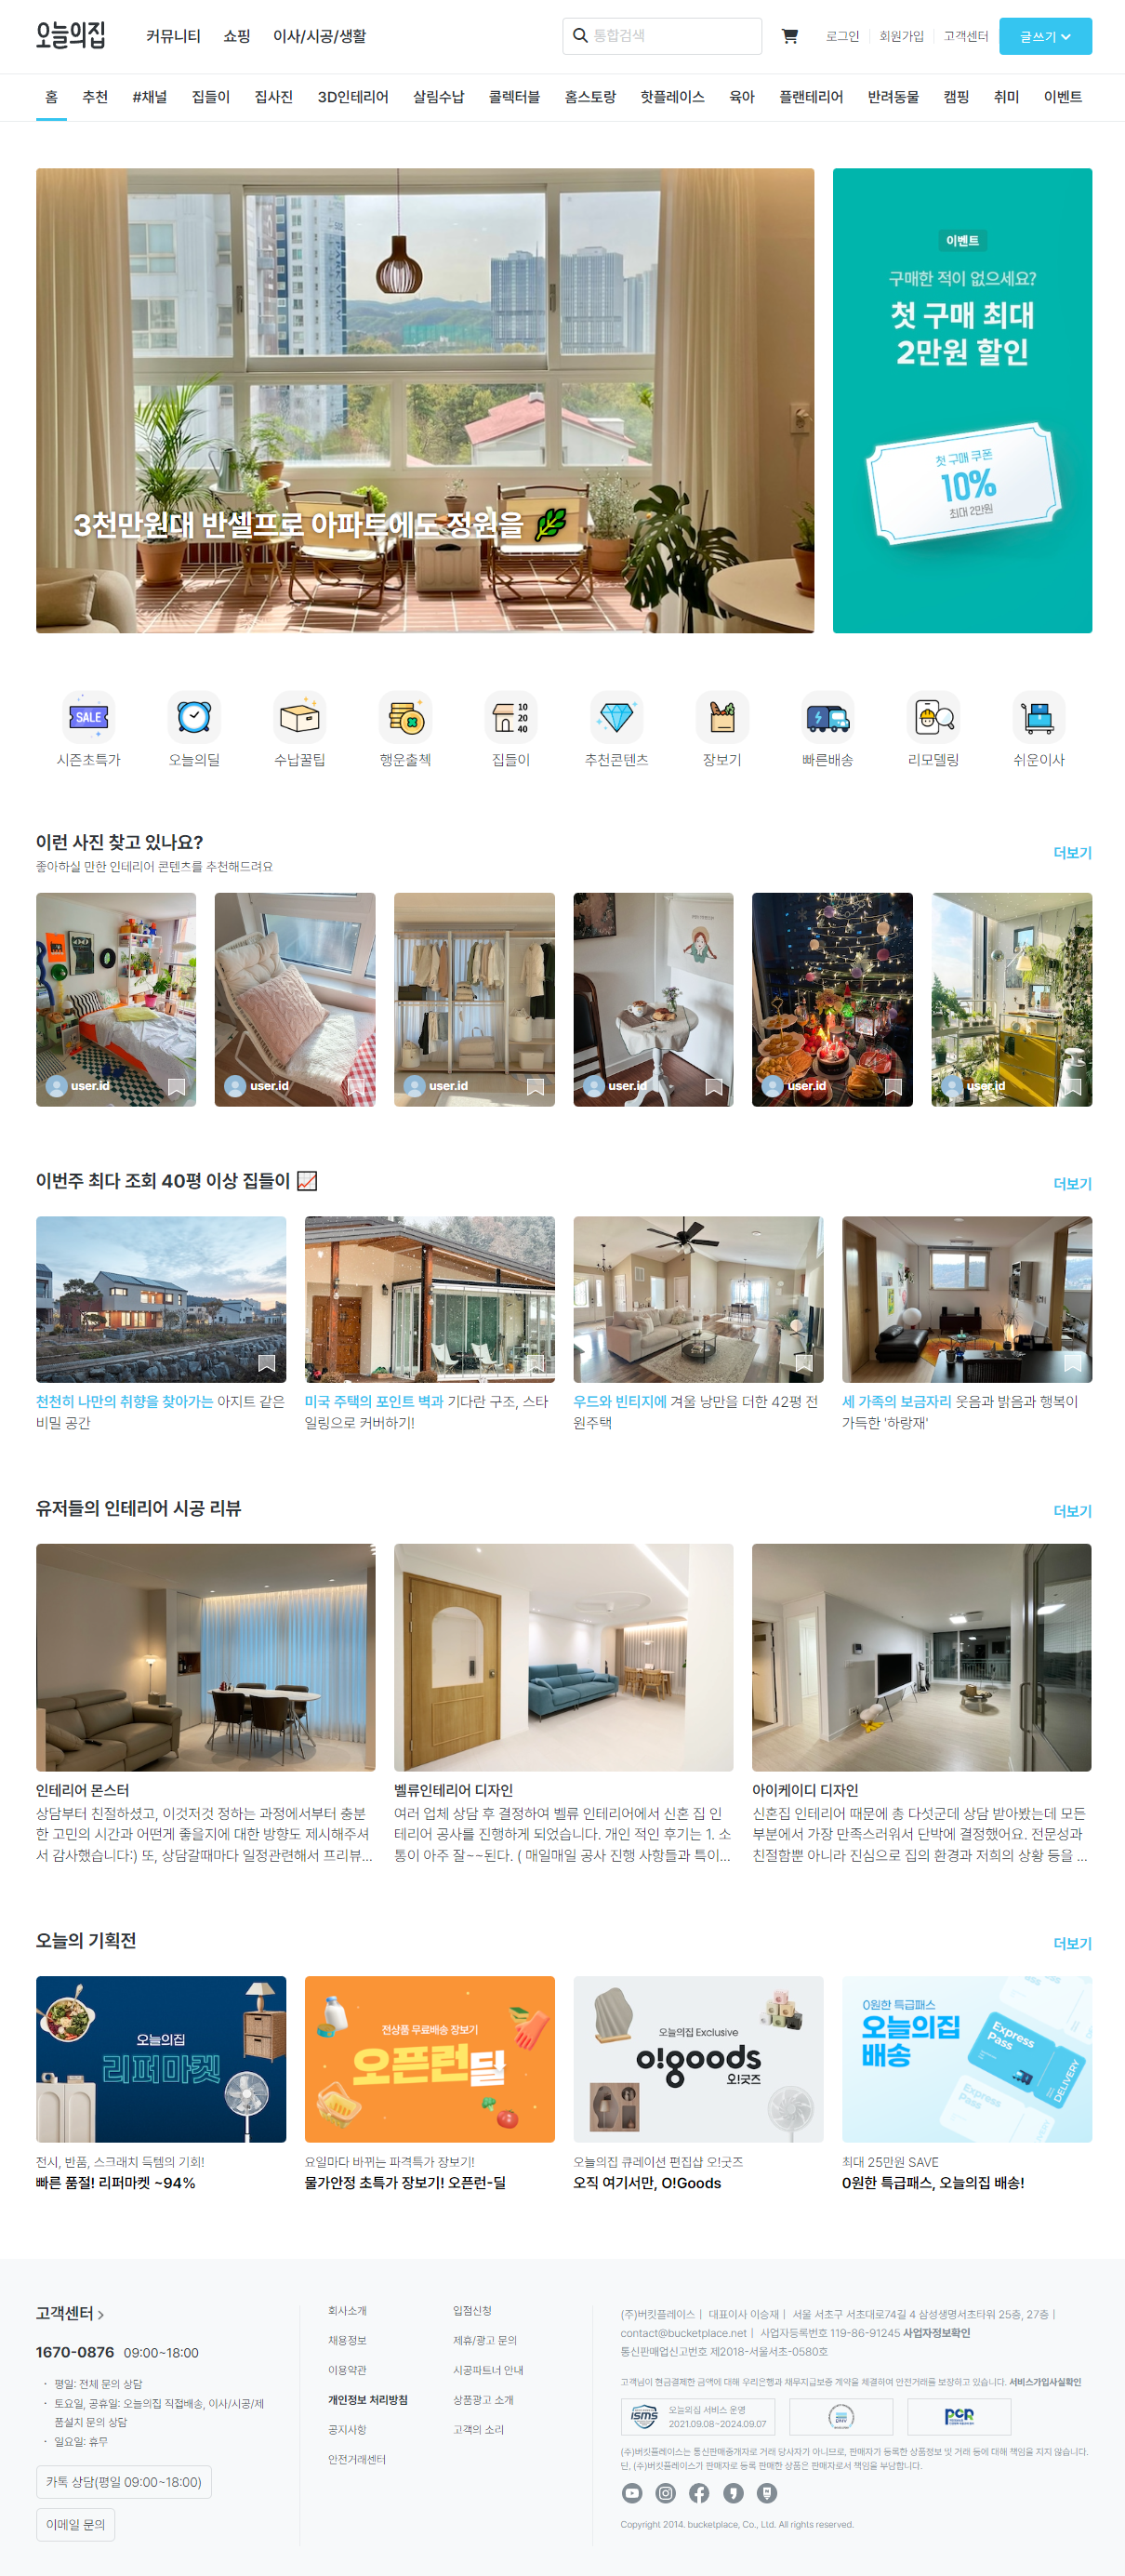 오늘의집
커뮤니티 쇼핑 이사/시공/생활
통합검색
로그인 회원가입 고객센터 글쓰기
홈 추천 #채널 집들이 집사진 3D인테리어 살림수납 콜렉터블 홈스토랑 핫플레이스 육아 플랜테리어 반려동물 캠핑 취미 이벤트
3천만원대 반셀프로 아파트에도 정원을
이벤트
구매한 적이 없으세요?
첫 구매 최대
2만원 할인
첫 구매 쿠폰
10%
최대 2만원
SALE
10
20
40
시즌초특가 오늘의딜 수납꿀팁 행운출첵 집들이 추천콘텐츠 장보기 빠른배송 리모델링 쉬운이사
이런 사진 찾고 있나요?
좋아하실 만한 인테리어 콘텐츠를 추천해드려요
더보기
user.id user.id user.id user.id user.id user.id
이번주 최다 조회 40평 이상 집들이
더보기
천천히 나만의 취향을 찾아가는 아지트 같은
비밀 공간
미국 주택의 포인트 벽과 기다란 구조, 스타
일링으로 커버하기!
우드와 빈티지에 겨울 낭만을 더한 42평 전
원주택
세 가족의 보금자리 웃음과 밝음과 행복이
가득한 '하랑재'
유저들의 인테리어 시공 리뷰
더보기
인테리어 몬스터
상담부터 친절하셨고, 이것저것 정하는 과정에서부터 충분
한 고민의 시간과 어떤게 좋을지에 대한 방향도 제시해주셔
서 감사했습니다:) 또, 상담갈때마다 일정관련해서 프리뷰...
벨류인테리어 디자인
여러 업체 상담 후 결정하여 벨류 인테리어에서 신혼 집 인
테리어 공사를 진행하게 되었습니다. 개인 적인 후기는 1. 소
통이 아주 잘~~된다. ( 매일매일 공사 진행 사항들과 특이...
아이케이디 디자인
신혼집 인테리어 때문에 총 다섯군데 상담 받아봤는데 모든
부분에서 가장 만족스러워서 단박에 결정했어요. 전문성과
친절함뿐 아니라 진심으로 집의 환경과 저희의 상황 등을 ...
오늘의 기획전
더보기
오늘의집
리퍼마켓
전상품 무료배송 장보기
오픈런딜
오늘의집 Exclusive
o!goods
오!굿즈
0원한 특급패스
오늘의집
배송
Express
Pass
DELIVERY
Express
Pass
전시, 반품, 스크래치 득템의 기회!
빠른 품절! 리퍼마켓 ~94%
요일마다 바뀌는 파격특가 장보기!
물가안정 초특가 장보기! 오픈런-딜
오늘의집 큐레이션 편집샵 오!굿즈
오직 여기서만, O!Goods
최대 25만원 SAVE
0원한 특급패스, 오늘의집 배송!
고객센터
1670-0876 09:00~18:00
· 평일: 전체 문의 상담
· 토요일, 공휴일: 오늘의집 직접배송, 이사/시공/제
품설치 문의 상담
· 일요일: 휴무
카톡 상담(평일 09:00~18:00)
이메일 문의
회사소개
채용정보
이용약관
개인정보 처리방침
공지사항
안전거래센터
입점신청
제휴/광고 문의
시공파트너 안내
상품광고 소개
고객의 소리
(주)버킷플레이스 | 대표이사 이승재 | 서울 서초구 서초대로74길 4 삼성생명서초타워 25층, 27층 |
contact@bucketplace.net | 사업자등록번호 119-86-91245 사업자정보확인
통신판매업신고번호 제2018-서울서초-0580호
고객님이 현금결제한 금액에 대해 우리은행과 채무지급보증 계약을 체결하여 안전거래를 보장하고 있습니다. 서비스가입사실확인
ISMS
오늘의집 서비스 운영
2021.09.08~2024.09.07
(주)버킷플레이스는 통신판매중개자로 거래 당사자가 아니므로, 판매자가 등록한 상품정보 및 거래 등에 대해 책임을 지지 않습니다.
단, (주)버킷플레이스가 판매자로 등록 판매한 상품은 판매자로서 책임을 부담합니다.
Copyright 2014. bucketplace, Co., Ltd. All rights reserved.